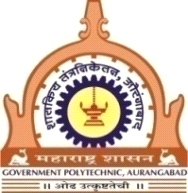 शासकिय तंत्रनिकेतन, औरंगाबाद
महाराष्ट्र शासन
GOVERNMENT POLYTECHNIC, AURANGABAD
।। ओढ उत्कृष्टतेची ।।